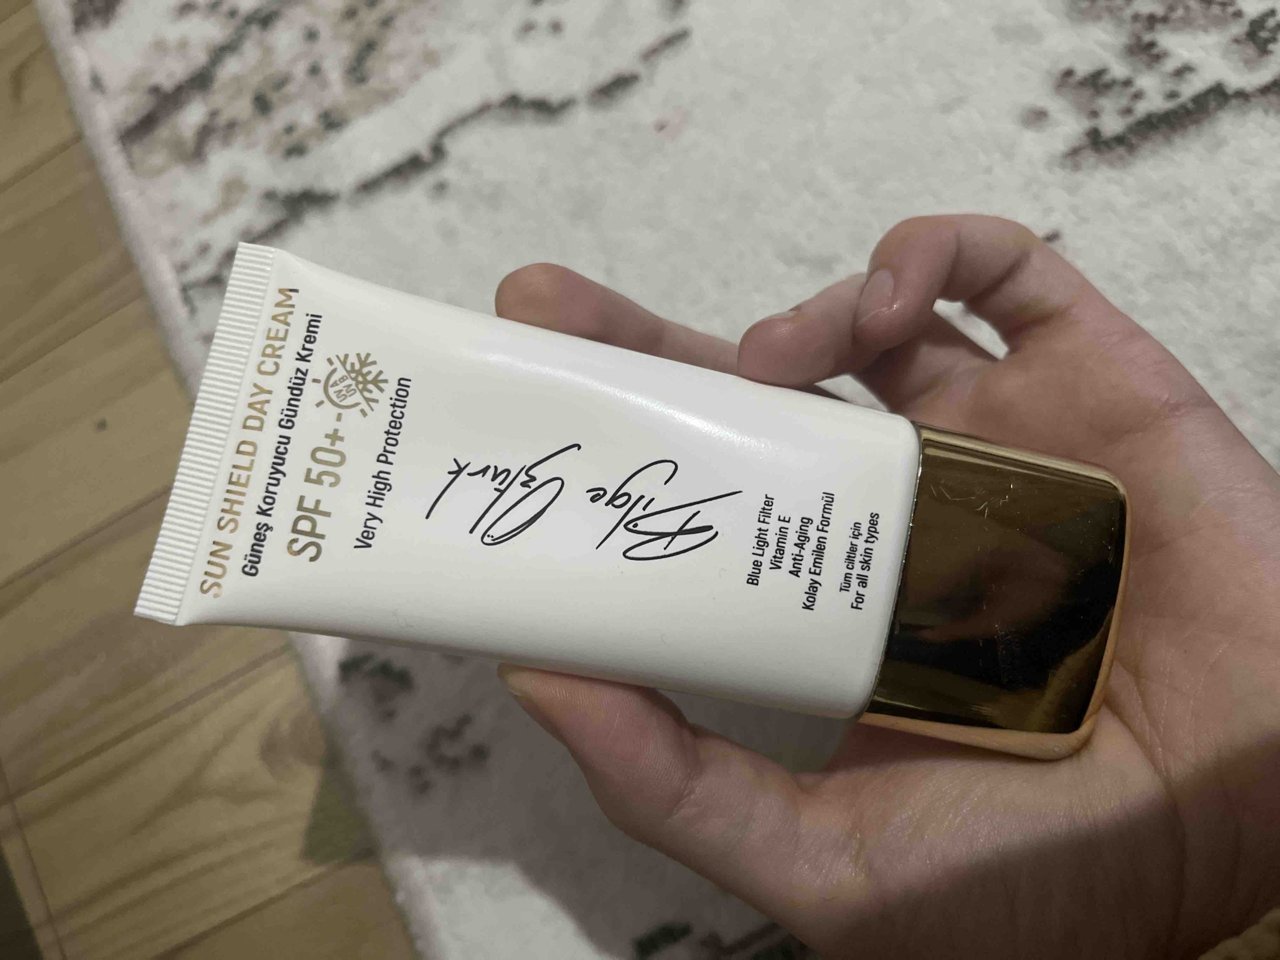 SUN SHIELD DAY CREAM
Güneş Koruyucu Gündüz Kremi
SPF 50+
Very High Protection
Bilge Öztürk
Blue Light Filter
Vitamin E
Anti-Aging
Kolay Emilen Formül
Tüm ciltler için
For all skin types